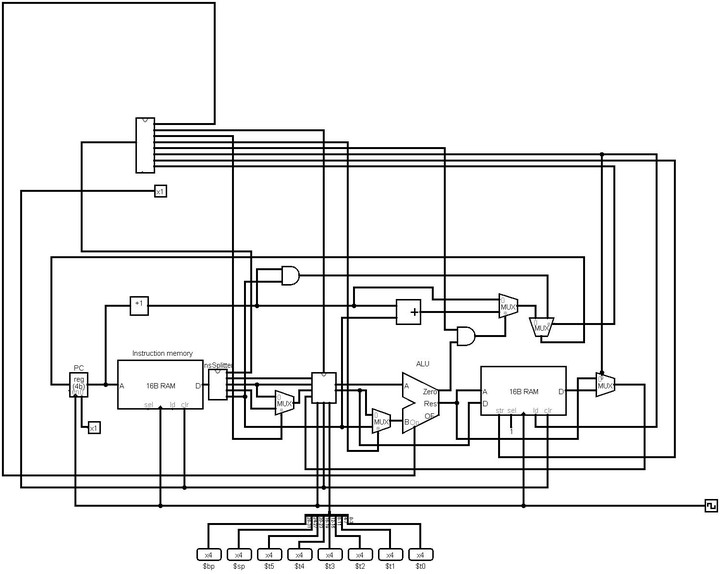 x1
+1
+
MUX
MUX
Instruction memory
nsSplitter
ALU
PC
reg
(4b)
A
16B RAM
D
sel
ld
clr
MUX
MUX
A
Zero
Res
OF
B
Op
A
D
16B RAM
D
str
sel
ld
clr
1
MUX
x1
x4
x4
x4
x4
x4
x4
x4
x4
$bp
$sp
$t5
$t4
$t3
$t2
$t1
$t0